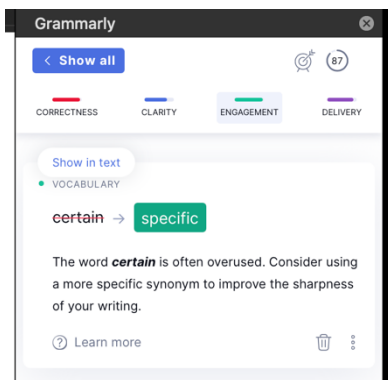 Grammarly
< Show all
87
CORRECTNESS CLARITY ENGAGEMENT DELIVERY
Show in text
• VOCABULARY
certain → specific
The word certain is often overused. Consider using
a more specific synonym to improve the sharpness
of your writing.
? Learn more